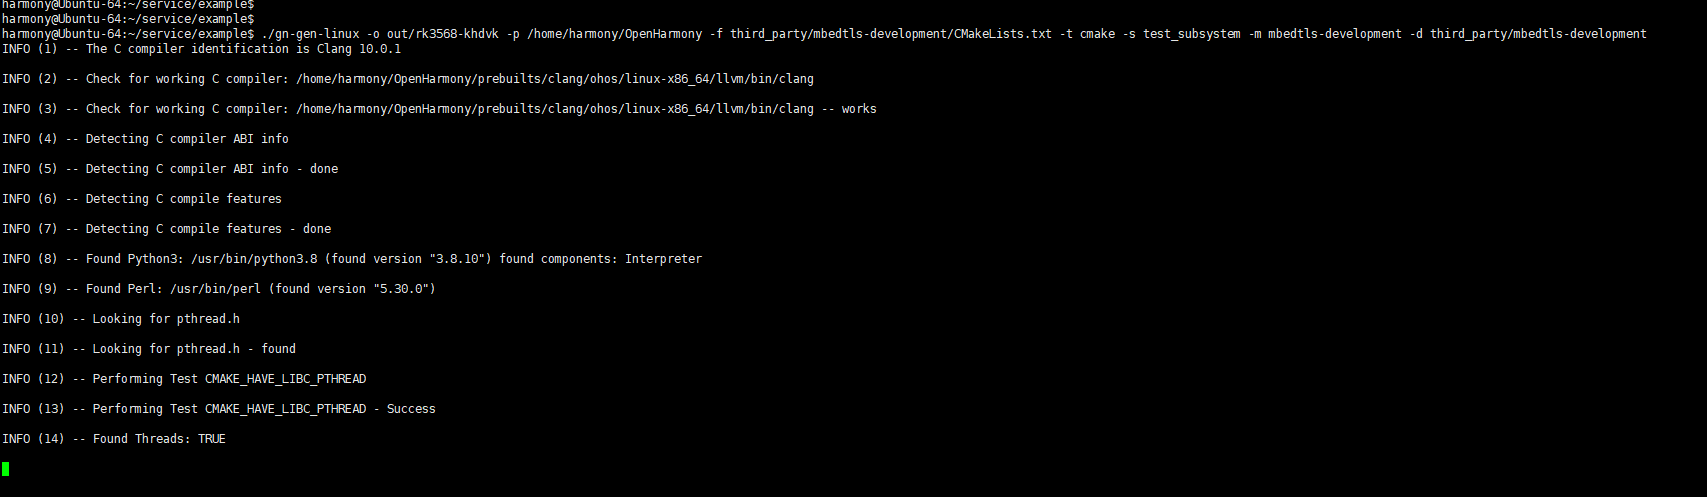 harmony@Ubuntu-64:~/service/example$
harmony@Ubuntu-64:~/service/example$
harmony@Ubuntu-64:~/service/example$ ./gn-gen-linux -o out/rk3568-khdvk -p /home/harmony/OpenHarmony -f third_party/mbedtls-development/CMakeLists.txt -t cmake -s test_subsystem -m mbedtls-development -d third_party/mbedtls-development
INFO (1) -- The C compiler identification is Clang 10.0.1
INFO (2) -- Check for working C compiler: /home/harmony/OpenHarmony/prebuilts/clang/ohos/linux-x86_64/llvm/bin/clang
INFO (3) -- Check for working C compiler: /home/harmony/OpenHarmony/prebuilts/clang/ohos/linux-x86_64/llvm/bin/clang -- works
INFO (4) -- Detecting C compiler ABI info
INFO (5) -- Detecting C compiler ABI info - done
INFO (6) -- Detecting C compile features
INFO (7) -- Detecting C compile features - done
INFO (8) -- Found Python3: /usr/bin/python3.8 (found version "3.8.10") found components: Interpreter
INFO (9) -- Found Perl: /usr/bin/perl (found version "5.30.0")
INFO (10) -- Looking for pthread.h
INFO (11) -- Looking for pthread.h - found
INFO (12) -- Performing Test CMAKE_HAVE_LIBC_PTHREAD
INFO (13) -- Performing Test CMAKE_HAVE_LIBC_PTHREAD - Success
INFO (14) -- Found Threads: TRUE